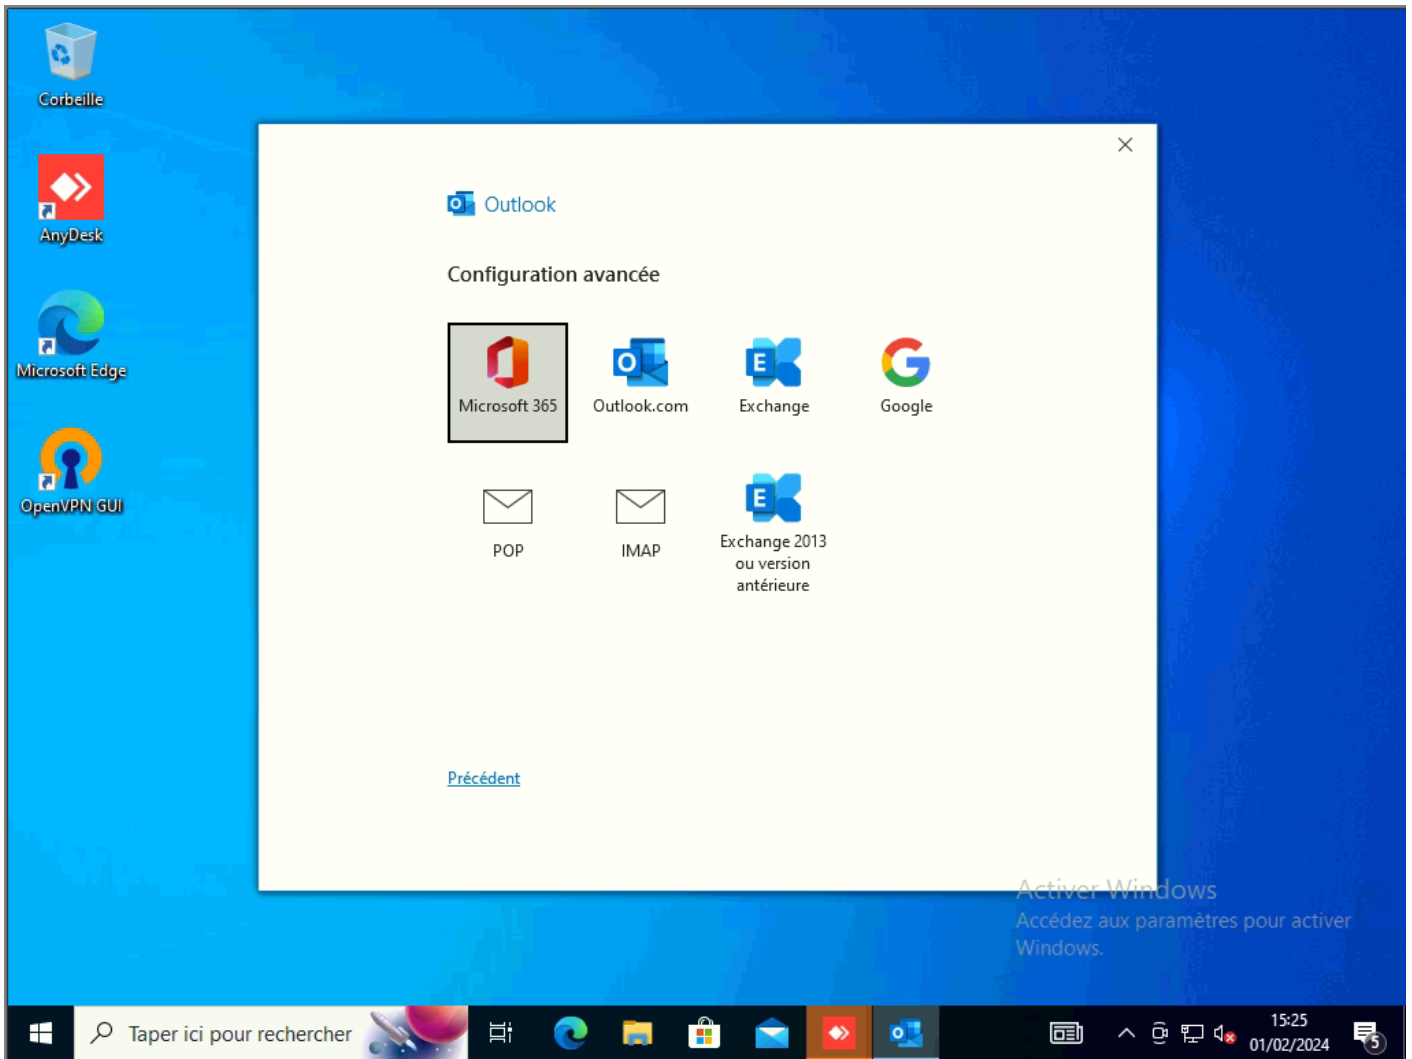 Corbeille
AnyDesk
Microsoft Edge
OpenVPN GUI
Outlook
Configuration avancée
Microsoft 365
Outlook.com
Exchange
Google
POP
IMAP
Exchange 2013
ou version
antérieure
Précédent
Activer Windows
Accédez aux paramètres pour activer
Windows.
Taper ici pour rechercher
15:25
01/02/2024
5